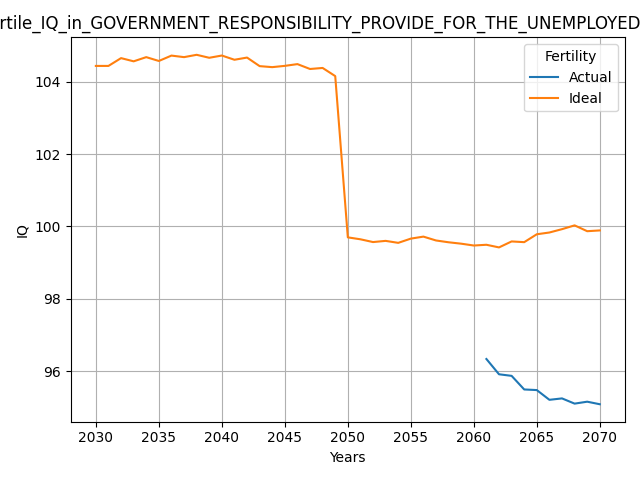 rtile_IQ_in_GOVERNMENT_RESPONSIBILITY_PROVIDE_FOR_THE_UNEMPLOYED
Fertility
Actual
Ideal
104
102
100
98
96
IQ
2030 2035 2040 2045 2050 2055 2060 2065 2070
Years